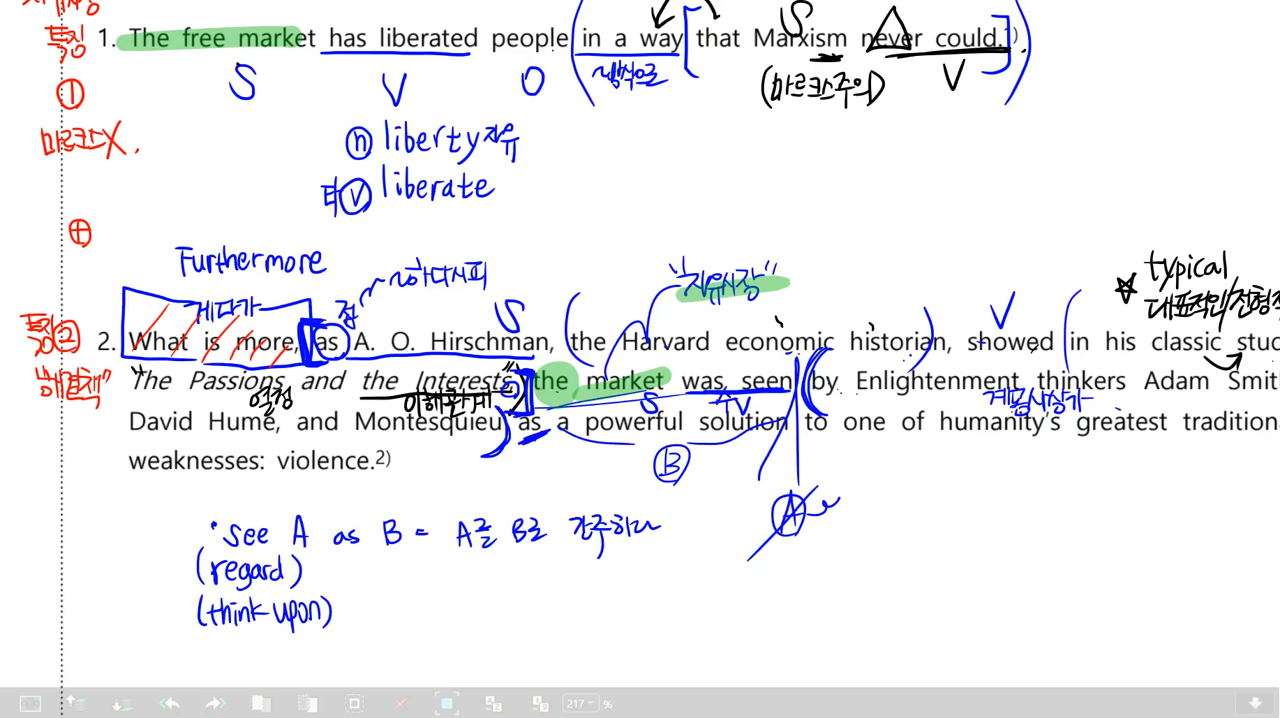 특징 1. The free market has liberated people in a way that Marxism never could.1)
S V O 방식으로 (마르크스주의) V S
①
마르크스X.
ⓝ liberty 자유
타ⓥ liberate
+
Furthermore
게다가 접 ~하다시피 S "자유시장" V ☆ typical
대표적인/전형적
특징② 2. What is more, as A. O. Hirschman, (the Harvard economic historian, showed in his classic stud
"해결책" The Passions and the Interests, the market was seen by Enlightenment thinkers Adam Smith
열정 이해관계 S 수V 계몽사상가
David Hume, and Montesquieu as a powerful solution to one of humanity's greatest tradition
weaknesses: violence.2)
Ⓑ
Ⓐ
· see A as B = A를 B로 간주하다
(regard)
(think upon)
217 %